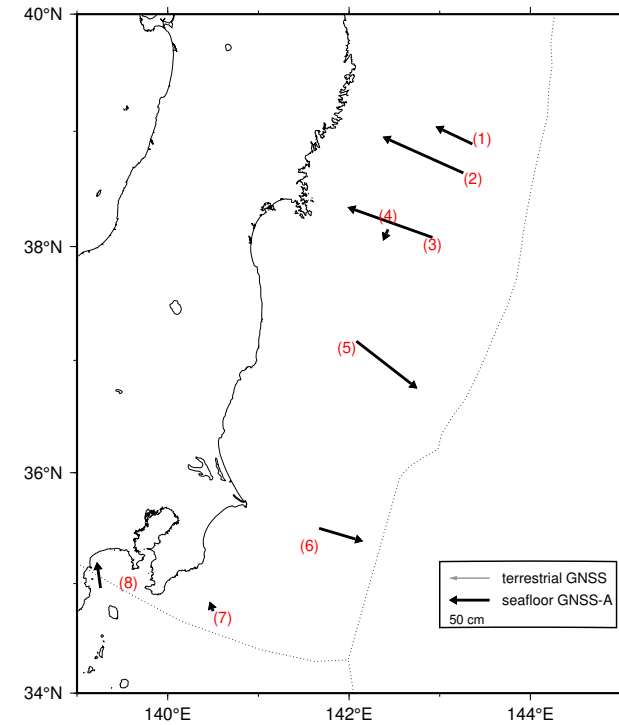 40°N
(1)
(2)
(4)
(3)
38°N
(5)
36°N
(6)
terrestrial GNSS
(8)
seafloor GNSS-A
(7)
50 cm
34°N
140°E
142°E
144°E